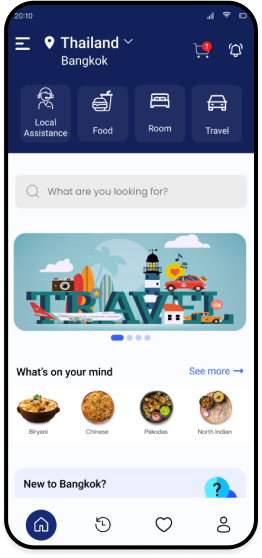 20:10
Thailand
Bangkok
1
Local
Assistance
Food
Room
Travel
What are you looking for?
TRAVEL
What's on your mind
See more →
Biryani
Chinese
Pakodas
North Indian
New to Bangkok?
?